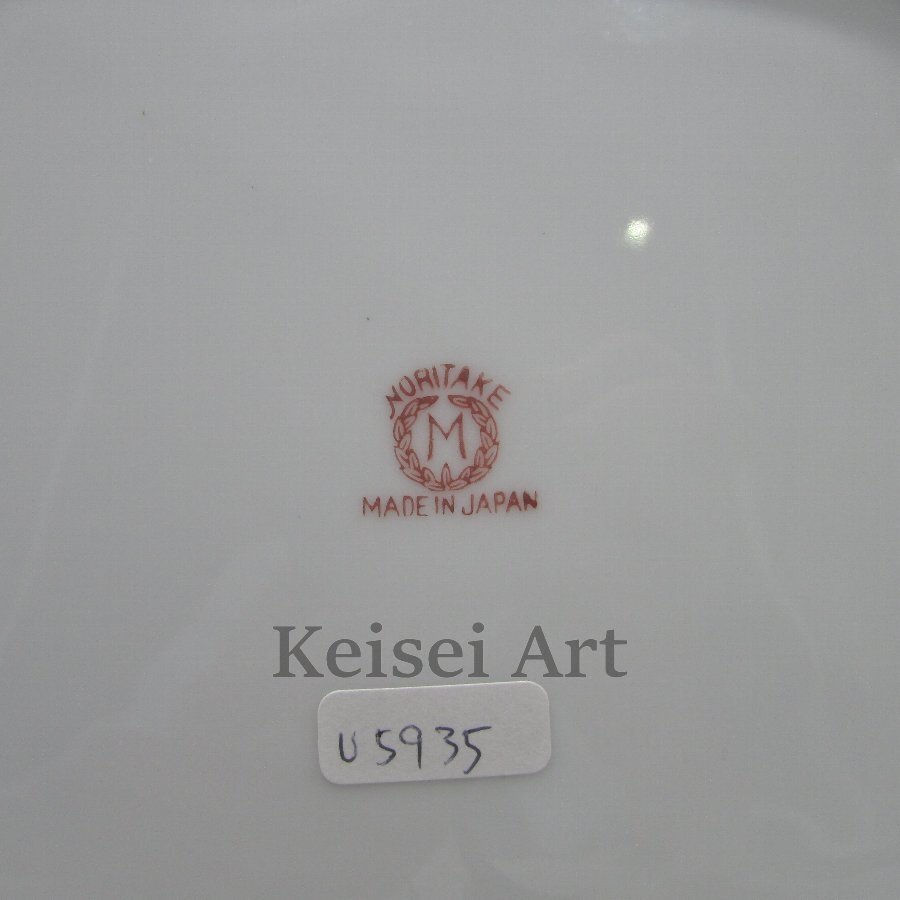 NORITAKE
M
MADE IN JAPAN
Keisei Art
U5935